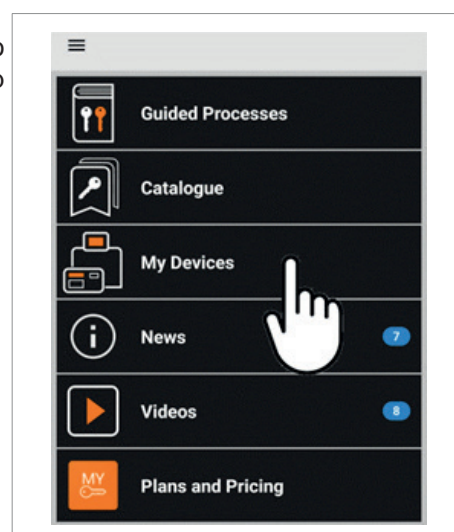 Guided Processes
Catalogue
My Devices
News 7
Videos 8
MY
Plans and Pricing